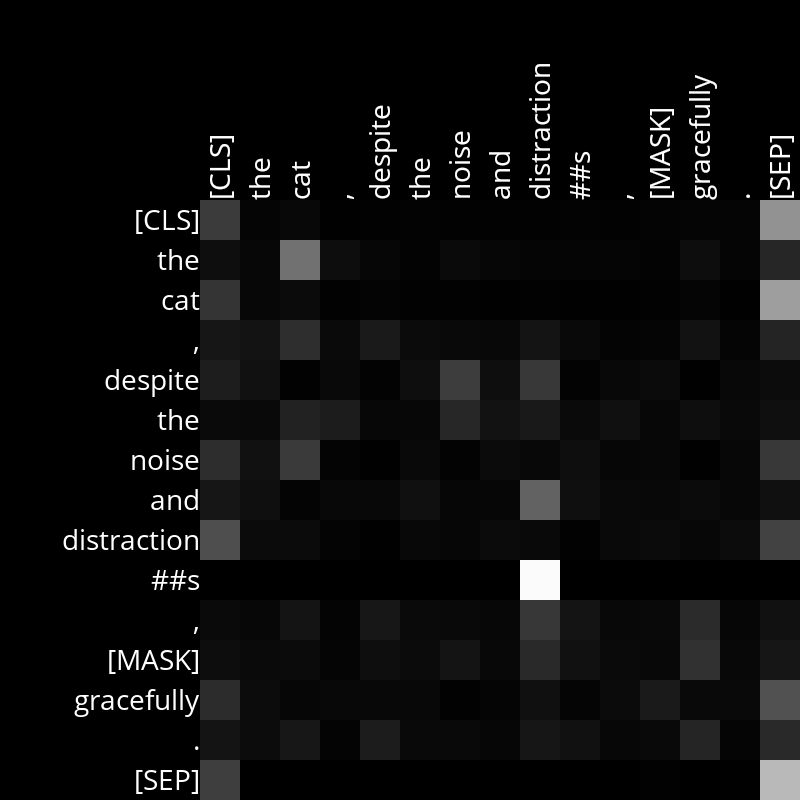 [CLS] the cat , despite the noise and distraction ##s , [MASK] gracefully . [SEP]
[CLS]
the
cat
,
despite
the
noise
and
distraction
##s
,
[MASK]
gracefully
.
[SEP]